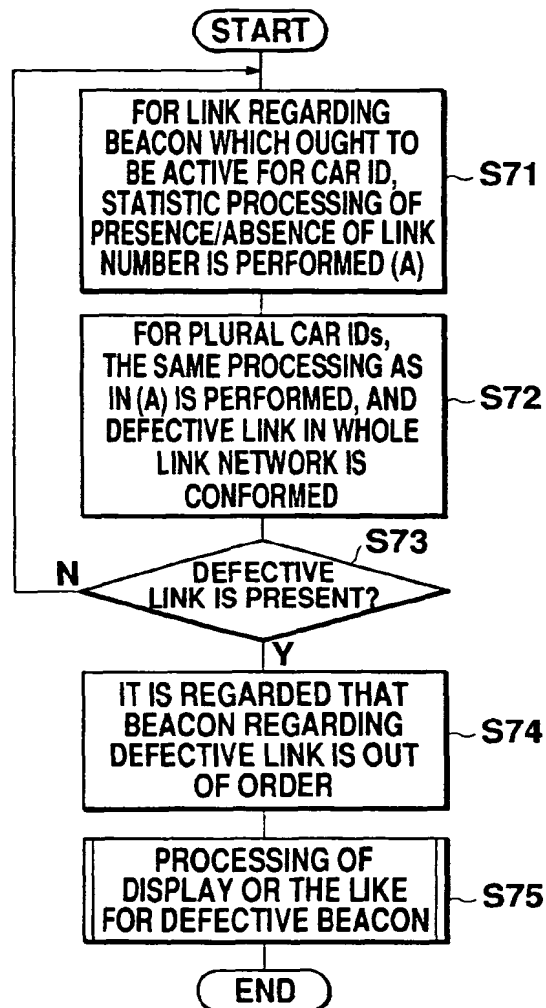 START
FOR LINK REGARDING
BEACON WHICH OUGHT TO
BE ACTIVE FOR CAR ID,
STATISTIC PROCESSING OF
PRESENCE/ABSENCE OF LINK
NUMBER IS PERFORMED (A)
S71
FOR PLURAL CAR IDs,
THE SAME PROCESSING AS
IN (A) IS PERFORMED, AND
DEFECTIVE LINK IN WHOLE
LINK NETWORK IS
CONFORMED
S72
S73
N
DEFECTIVE
LINK IS PRESENT?
Y
IT IS REGARDED THAT
BEACON REGARDING
DEFECTIVE LINK IS OUT
OF ORDER
S74
PROCESSING OF
DISPLAY OR THE LIKE
FOR DEFECTIVE BEACON
S75
END